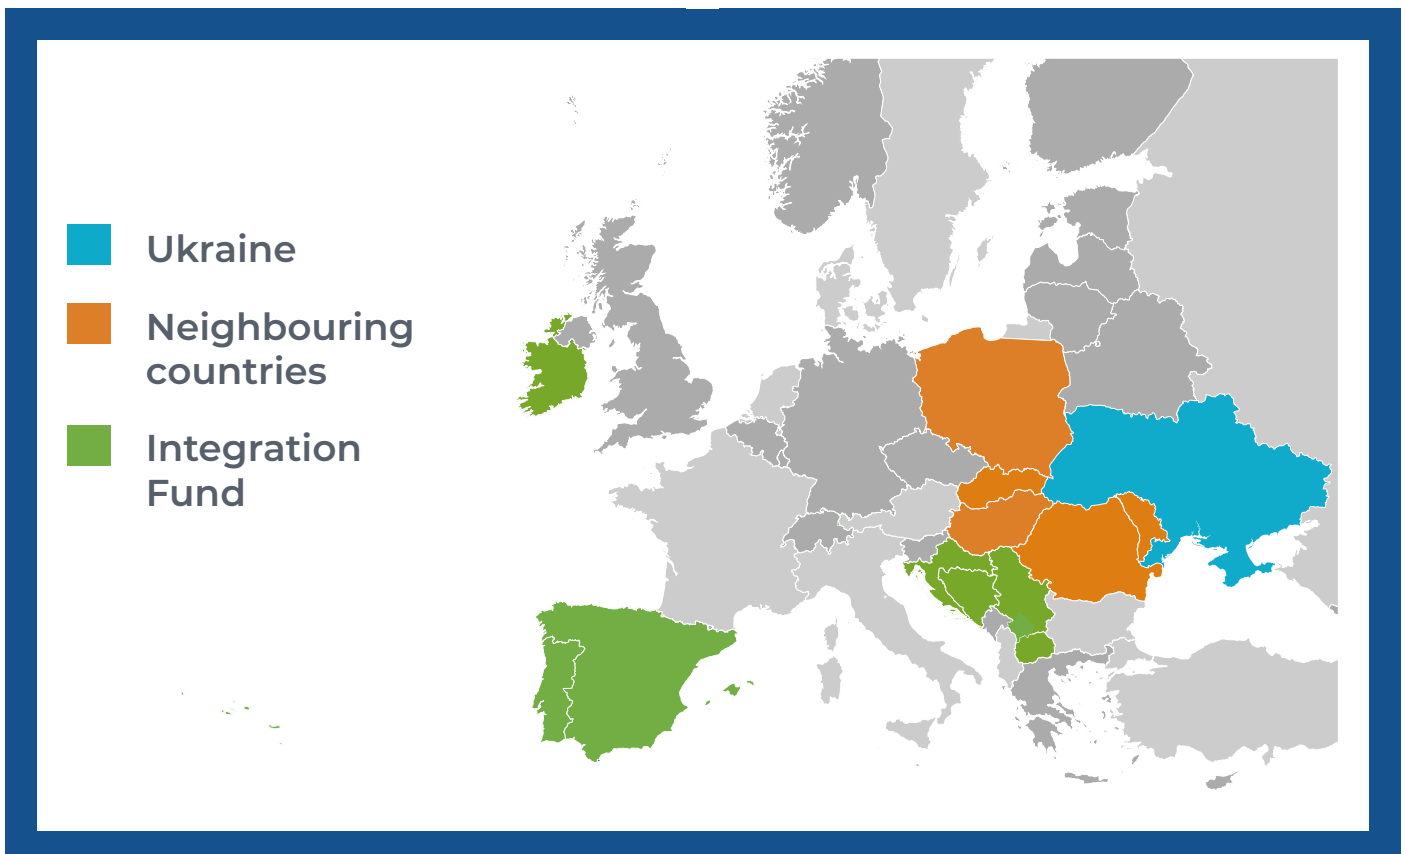 Ukraine
Neighbouring
countries
Integration
Fund